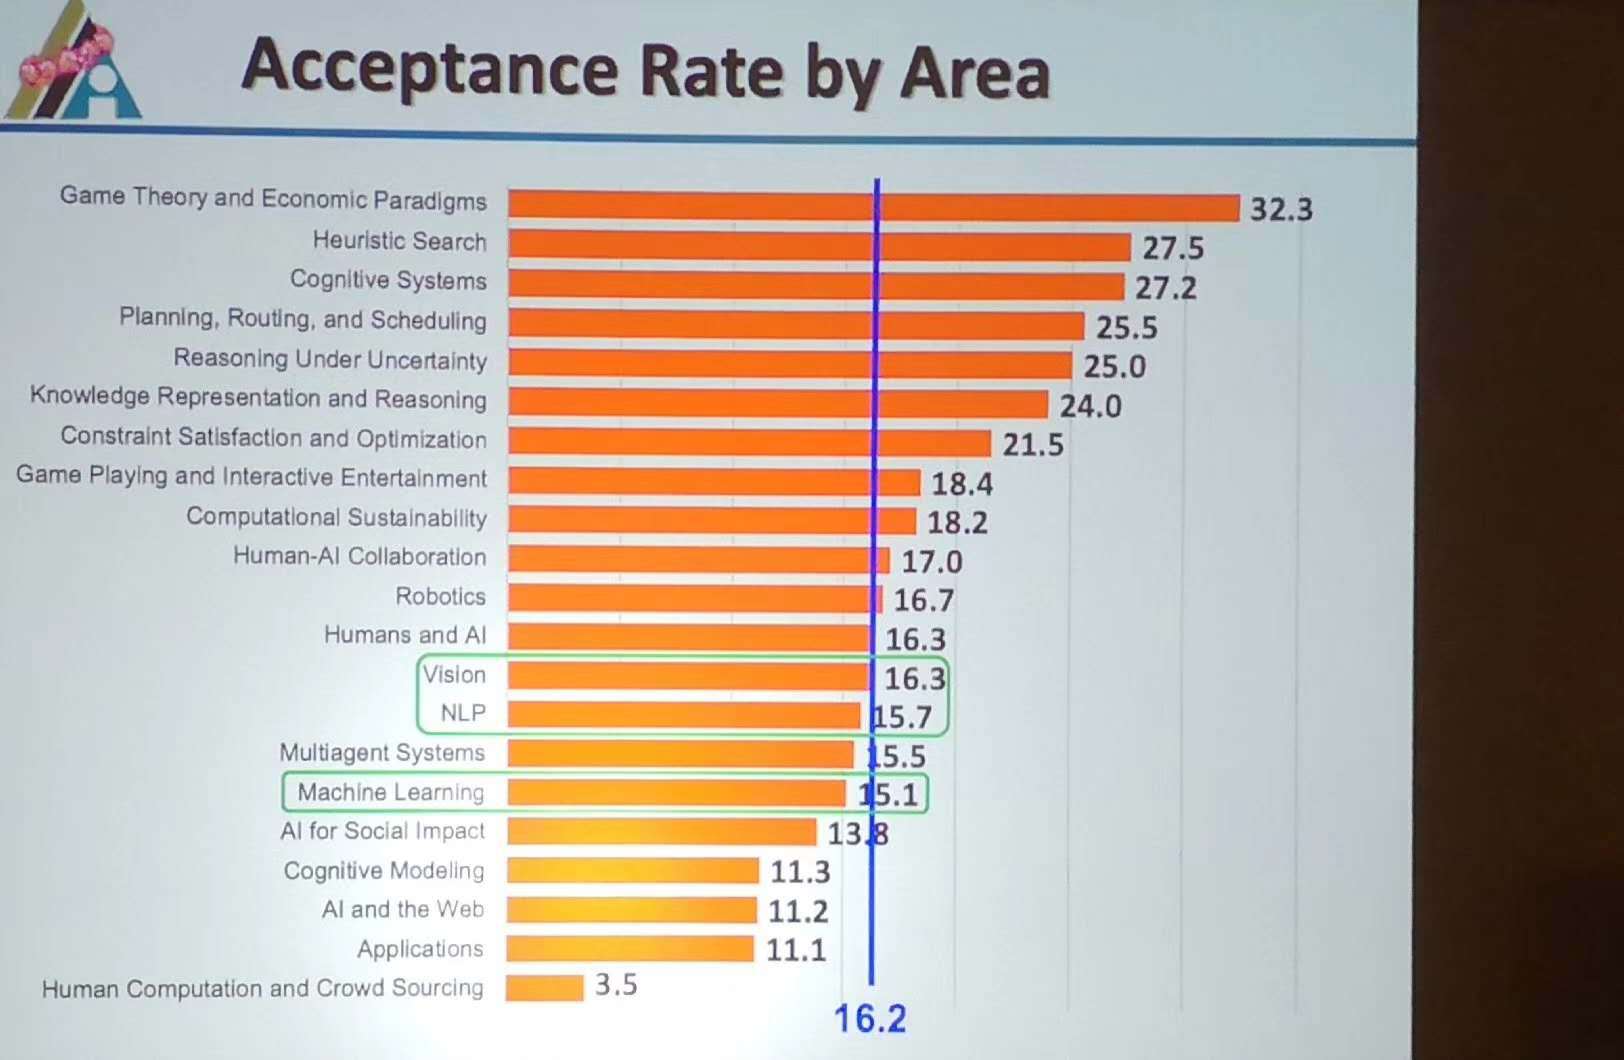 Acceptance Rate by Area
Game Theory and Economic Paradigms 32.3
Heuristic Search 27.5
Cognitive Systems 27.2
Planning, Routing, and Scheduling 25.5
Reasoning Under Uncertainty 25.0
Knowledge Representation and Reasoning 24.0
Constraint Satisfaction and Optimization 21.5
Game Playing and Interactive Entertainment 18.4
Computational Sustainability 18.2
Human-AI Collaboration 17.0
Robotics 16.7
Humans and AI 16.3
Vision 16.3
NLP 15.7
Multiagent Systems 15.5
Machine Learning 15.1
AI for Social Impact 13.8
Cognitive Modeling 11.3
AI and the Web 11.2
Applications 11.1
Human Computation and Crowd Sourcing 3.5
16.2